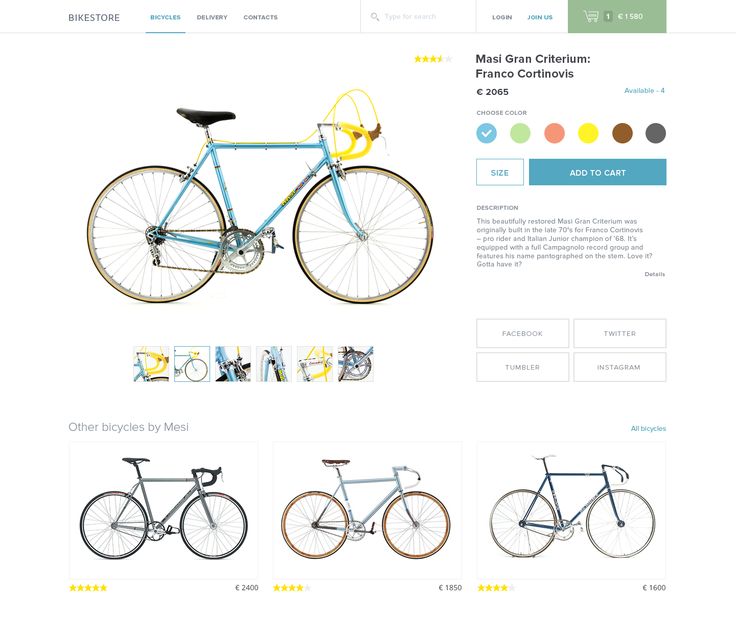 BIKESTORE
BICYCLES
DELIVERY
CONTACTS
Type for search
LOGIN
JOIN US
1
€ 1 580
Masi Gran Criterium:
Franco Cortinovis
€ 2065
Available - 4
CHOOSE COLOR
SIZE
ADD TO CART
DESCRIPTION
This beautifully restored Masi Gran Criterium was
originally built in the late 70"s for Franco Cortinovis
– pro rider and Italian Junior champion of '68. It's
equipped with a full Campagnolo record group and
features his name pantographed on the stem. Love it?
Gotta have it?
Details
FACEBOOK
TWITTER
TUMBLER
INSTAGRAM
Other bicycles by Mesi
All bicycles
€ 2400
€ 1850
€ 1600